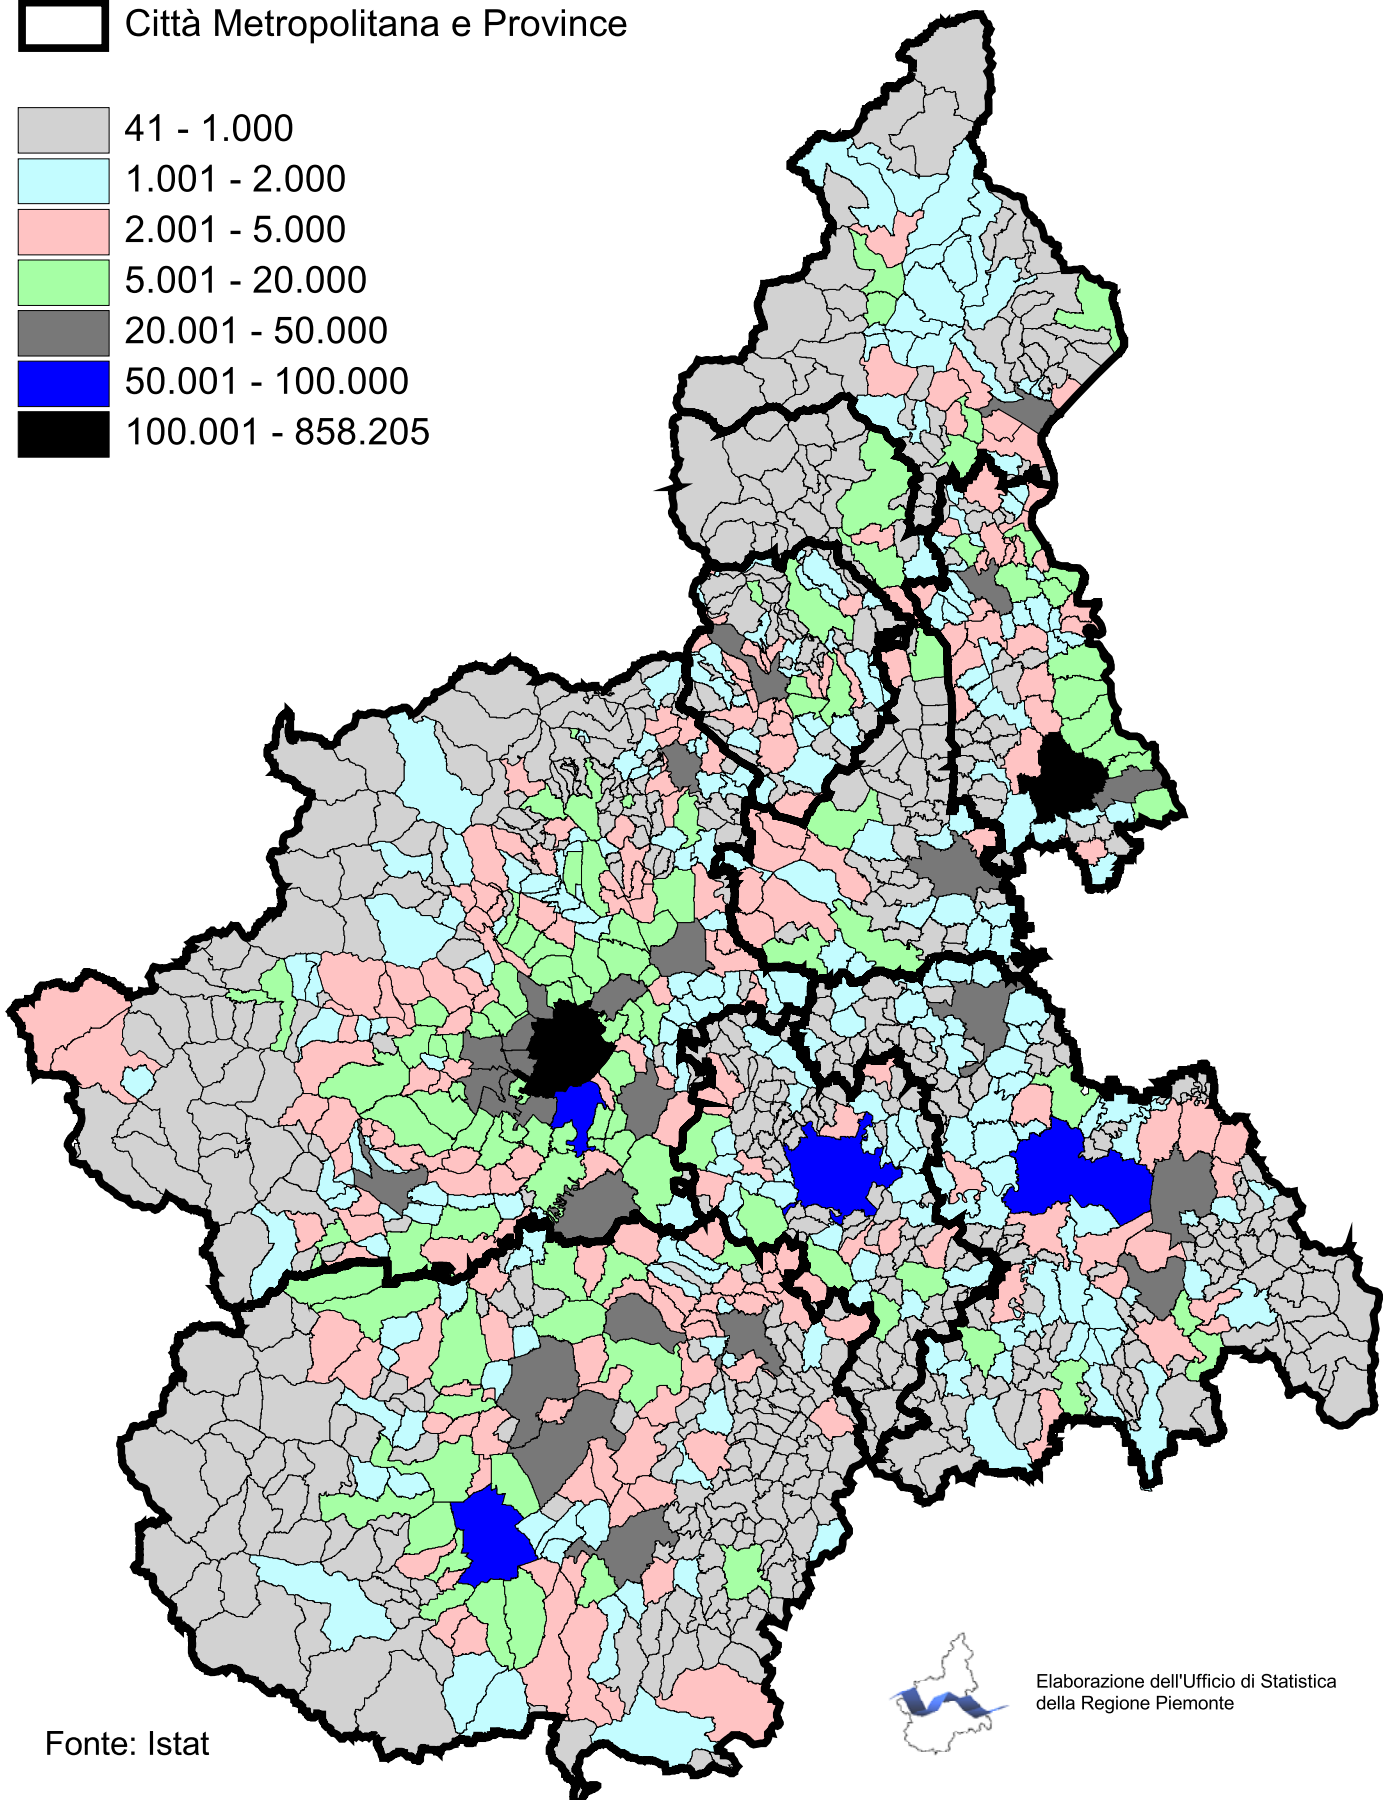 Città Metropolitana e Province
41 - 1.000
1.001 - 2.000
2.001 - 5.000
5.001 - 20.000
20.001 - 50.000
50.001 - 100.000
100.001 - 858.205
Elaborazione dell'Ufficio di Statistica
della Regione Piemonte
Fonte: Istat